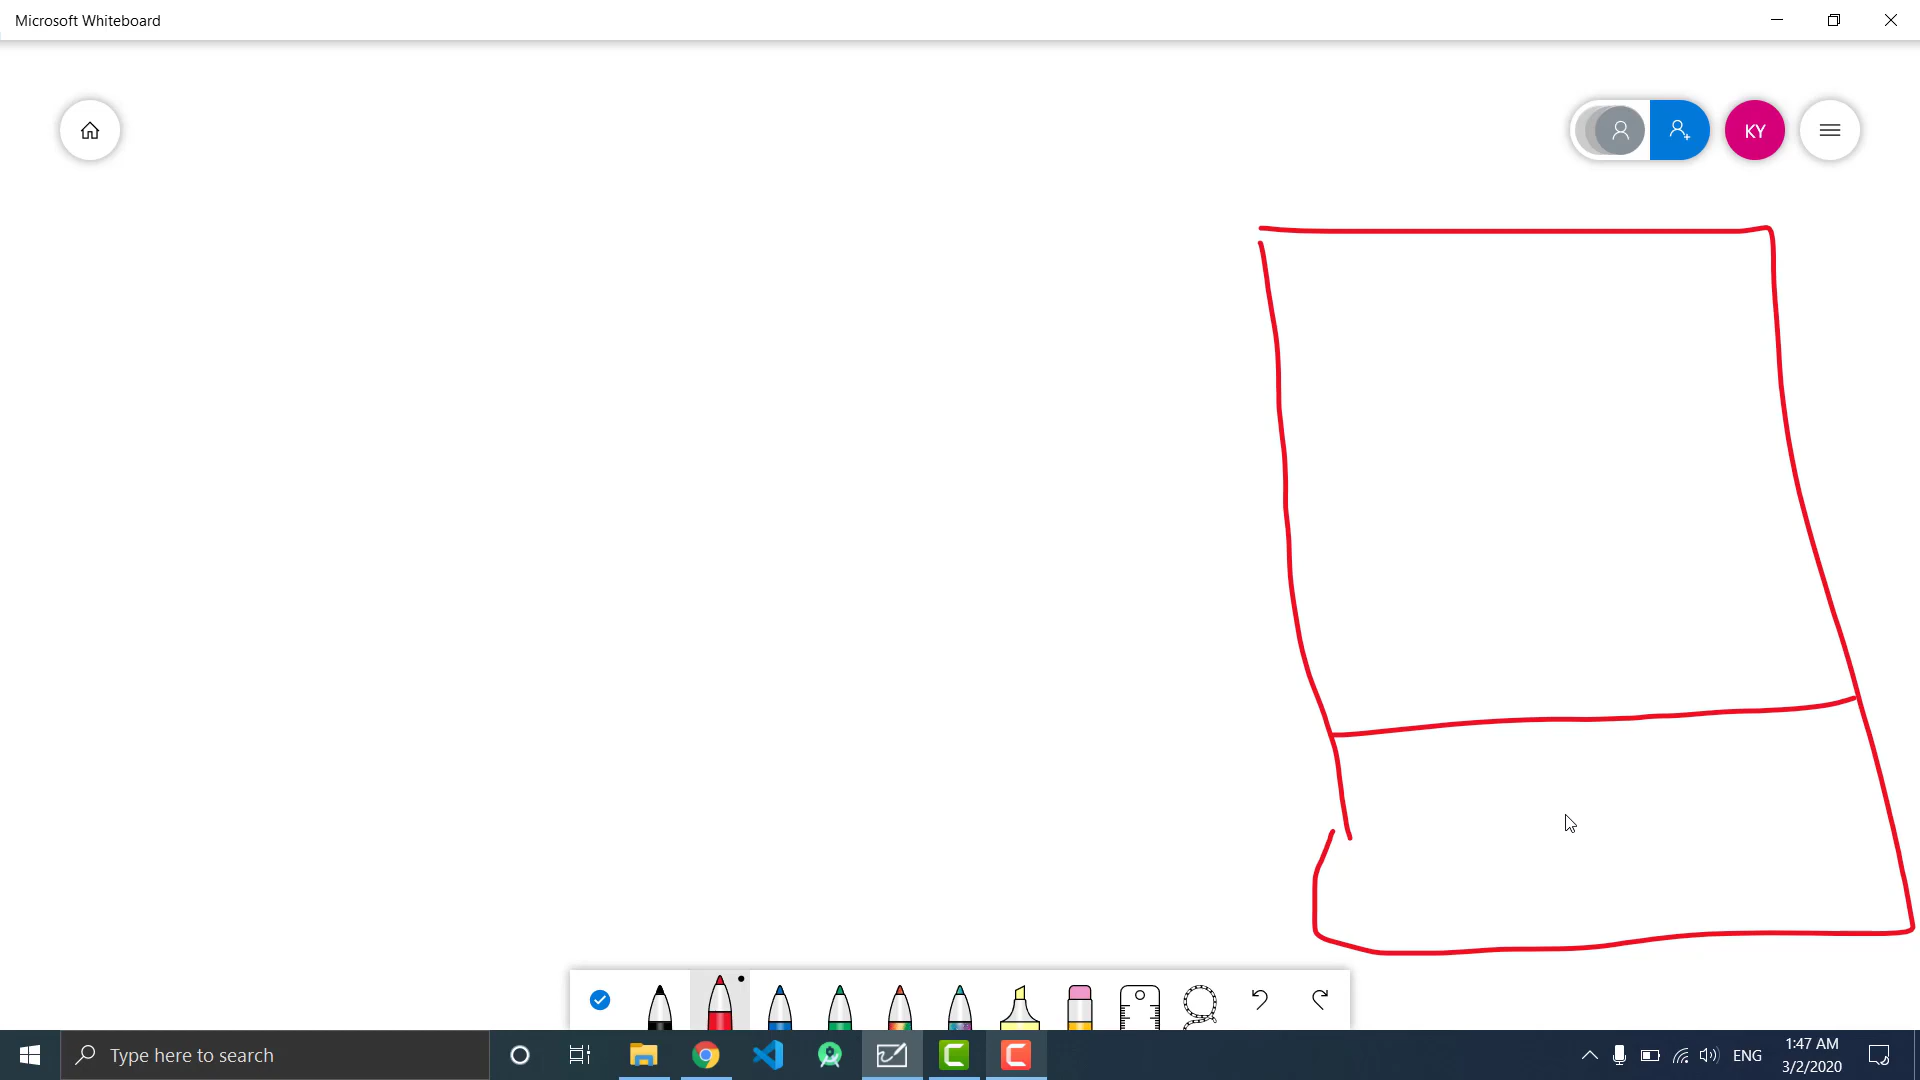 Microsoft Whiteboard
KY
Type here to search
ENG
1:47 AM
3/2/2020